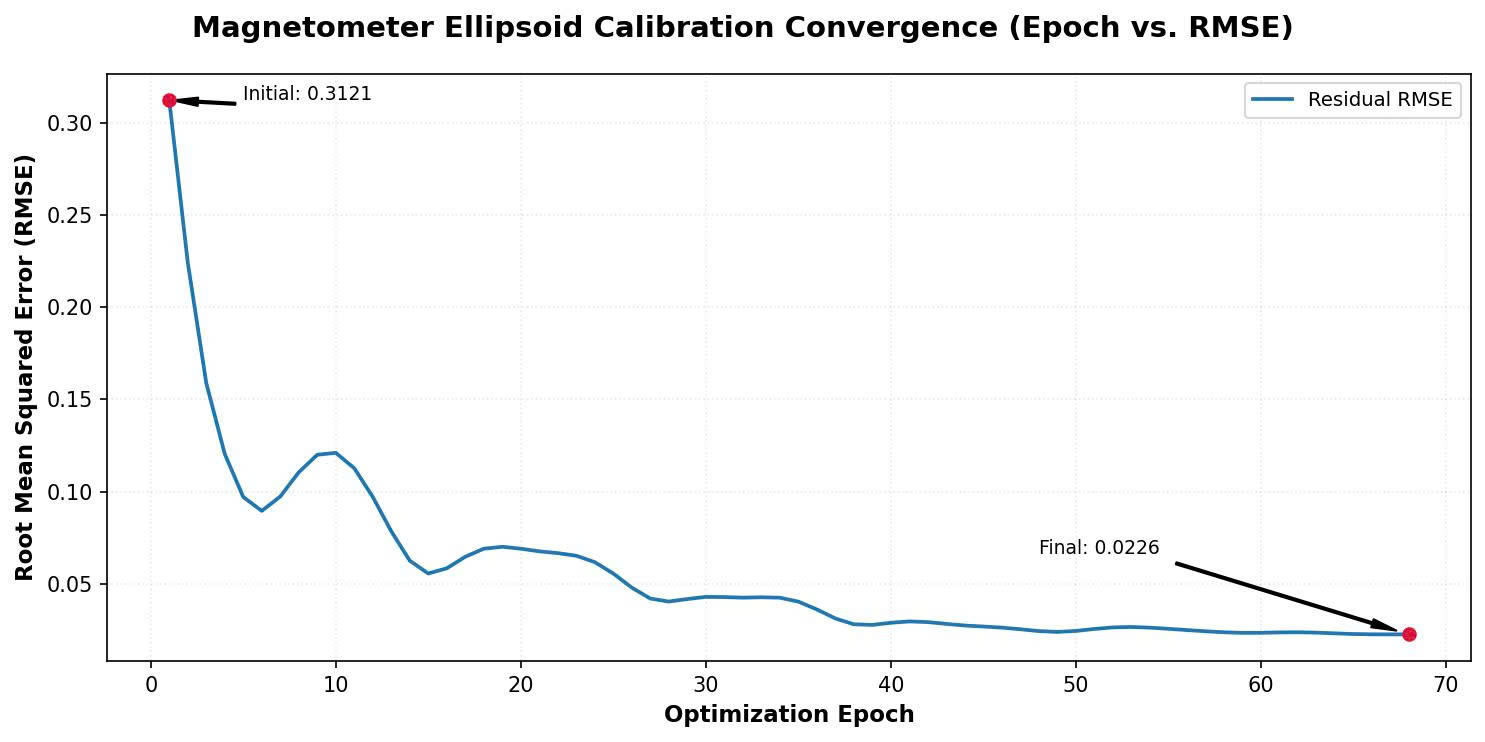 Magnetometer Ellipsoid Calibration Convergence (Epoch vs. RMSE)
Initial: 0.3121
Residual RMSE
Root Mean Squared Error (RMSE)
0.30
0.25
0.20
0.15
0.10
0.05
Final: 0.0226
0 10 20 30 40 50 60 70
Optimization Epoch